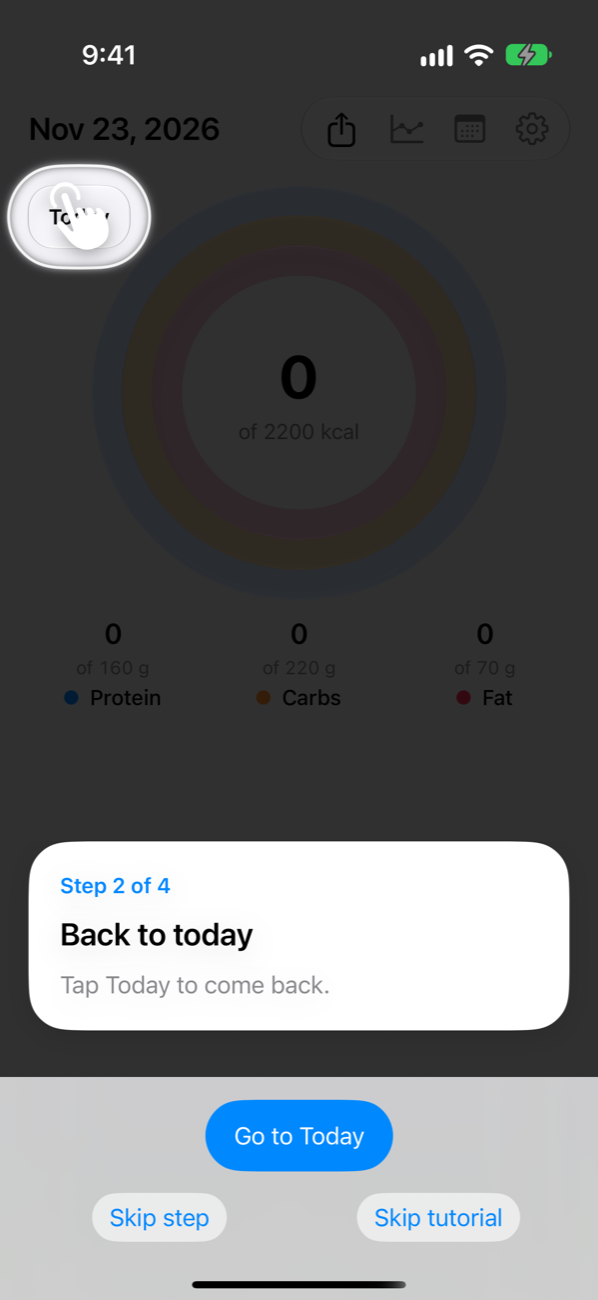 9:41
Nov 23, 2026
0
of 2200 kcal
0 0 0
of 160 g of 220 g of 70 g
Protein Carbs Fat
Step 2 of 4
Back to today
Tap Today to come back.
Go to Today
Skip step Skip tutorial